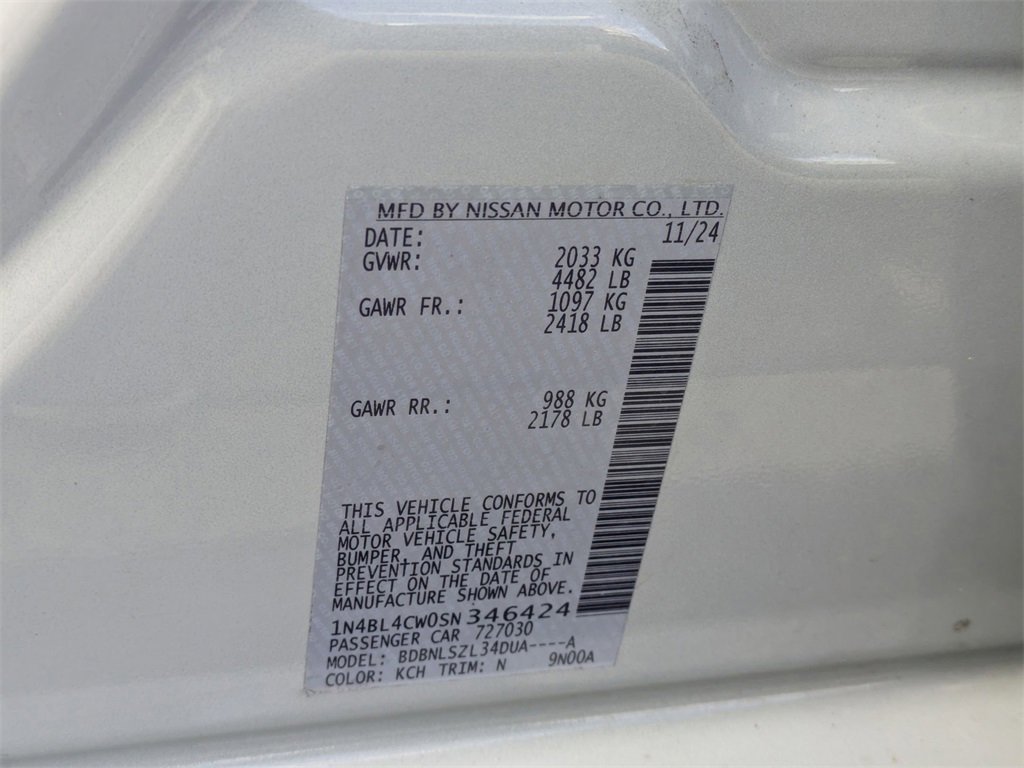 MFD BY NISSAN MOTOR CO., LTD.
DATE: 11/24
GVWR: 2033 KG
4482 LB
GAWR FR.: 1097 KG
2418 LB
GAWR RR.: 988 KG
2178 LB
THIS VEHICLE CONFORMS TO
ALL APPLICABLE FEDERAL
MOTOR VEHICLE SAFETY,
BUMPER, AND THEFT
PREVENTION STANDARDS IN
EFFECT ON THE DATE OF
MANUFACTURE SHOWN ABOVE.
1N4BL4CW0SN346424
PASSENGER CAR 727030
MODEL: BDBNLSZL34DUA----A
COLOR: KCH TRIM: N 9N00A